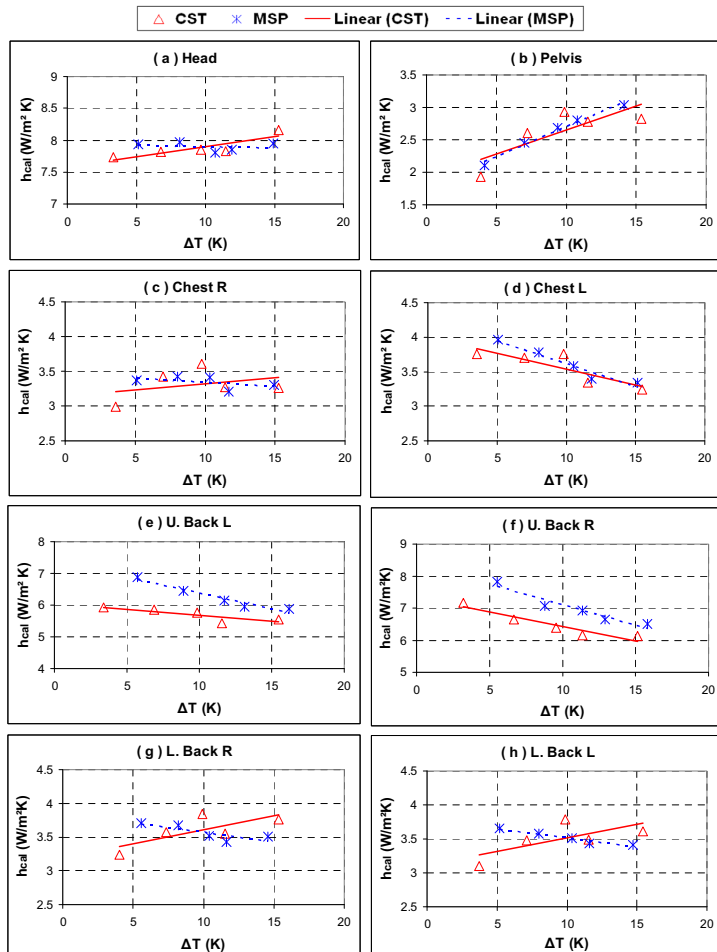 CST MSP Linear (CST) Linear (MSP)
( a ) Head
hcal (W/m² K)
9
8.5
8
7.5
7
0 5 10 15 20
ΔT (K)
( b ) Pelvis
hcal (W/m² K)
3.5
3
2.5
2
1.5
0 5 10 15 20
ΔT (K)
( c ) Chest R
hcal (W/m² K)
4.5
4
3.5
3
2.5
0 5 10 15 20
ΔT (K)
( d ) Chest L
hcal (W/m² K)
4.5
4
3.5
3
2.5
0 5 10 15 20
ΔT (K)
( e ) U. Back L
hcal (W/m² K)
8
7
6
5
4
0 5 10 15 20
ΔT (K)
( f ) U. Back R
hcal (W/m² K)
9
8
7
6
5
0 5 10 15 20
ΔT (K)
( g ) L. Back R
hcal (W/m²K)
4.5
4
3.5
3
2.5
0 5 10 15 20
ΔT (K)
( h ) L. Back L
hcal (W/m²K)
4.5
4
3.5
3
2.5
0 5 10 15 20
ΔT (K)